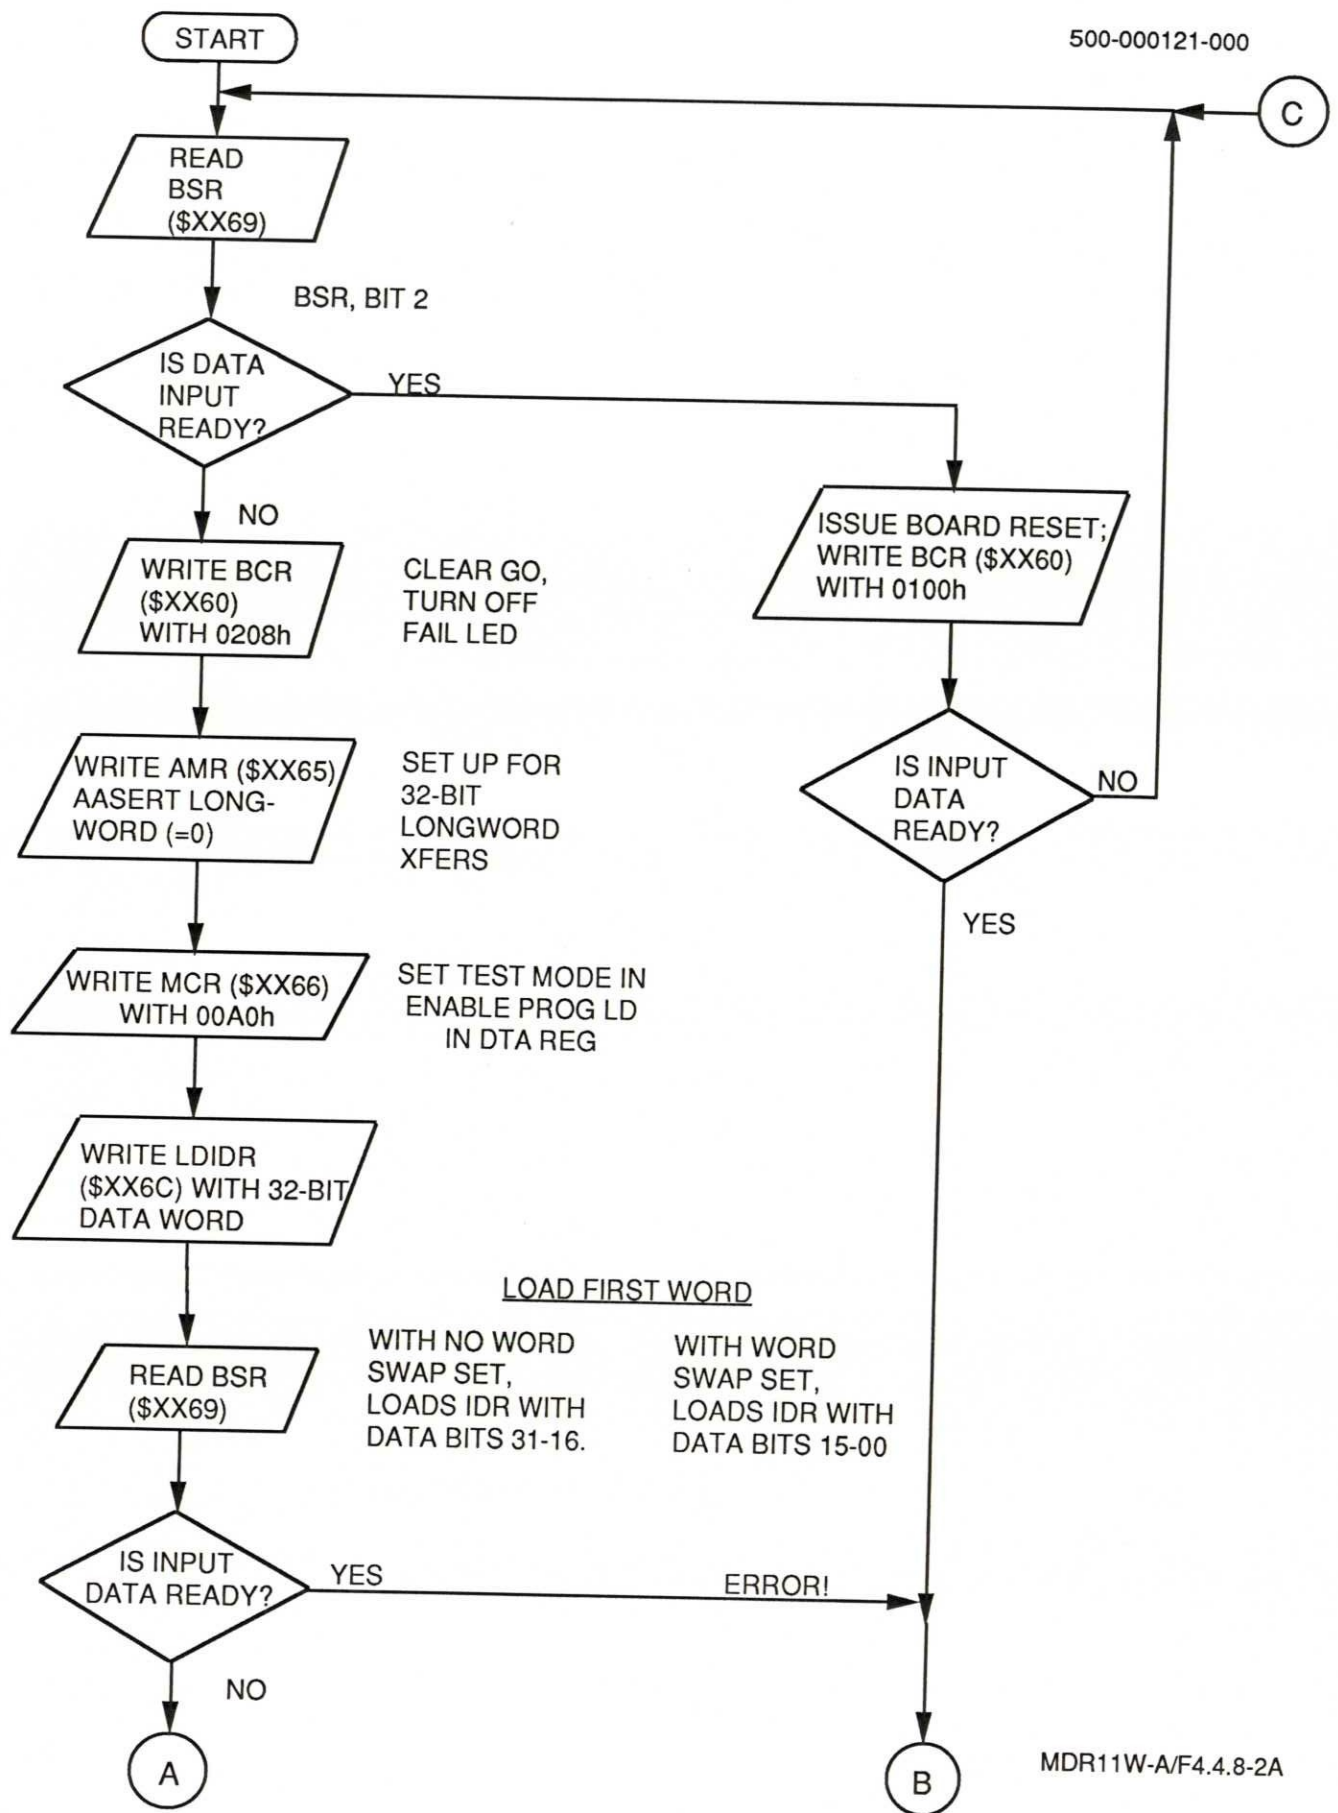 START
500-000121-000
C
READ
BSR
($XX69)
BSR, BIT 2
IS DATA
INPUT
READY?
YES
NO
ISSUE BOARD RESET;
WRITE BCR ($XX60)
WITH 0100h
WRITE BCR
($XX60)
WITH 0208h
CLEAR GO,
TURN OFF
FAIL LED
WRITE AMR ($XX65)
AASERT LONG-
WORD (=0)
SET UP FOR
32-BIT
LONGWORD
XFERS
IS INPUT
DATA
READY?
NO
YES
WRITE MCR ($XX66)
WITH 00A0h
SET TEST MODE IN
ENABLE PROG LD
IN DTA REG
WRITE LDIDR
($XX6C) WITH 32-BIT
DATA WORD
LOAD FIRST WORD
READ BSR
($XX69)
WITH NO WORD
SWAP SET,
LOADS IDR WITH
DATA BITS 31-16.
WITH WORD
SWAP SET,
LOADS IDR WITH
DATA BITS 15-00
IS INPUT
DATA READY?
YES
ERROR!
NO
A
B
MDR11W-A/F4.4.8-2A